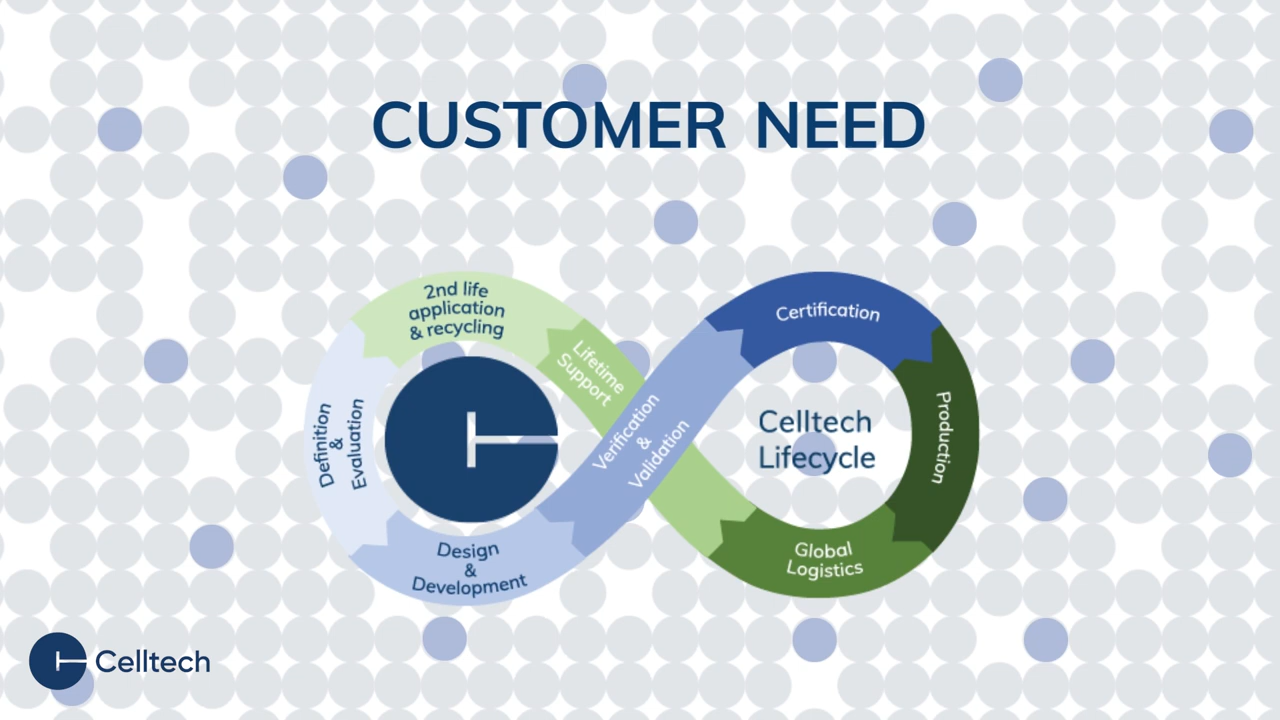 CUSTOMER NEED
2nd life
application
& recycling
Lifetime
Support
Certification
Definition
&
Evaluation
Verification
&
Validation
Celltech
Lifecycle
Production
Design
&
Development
Global
Logistics
Celltech